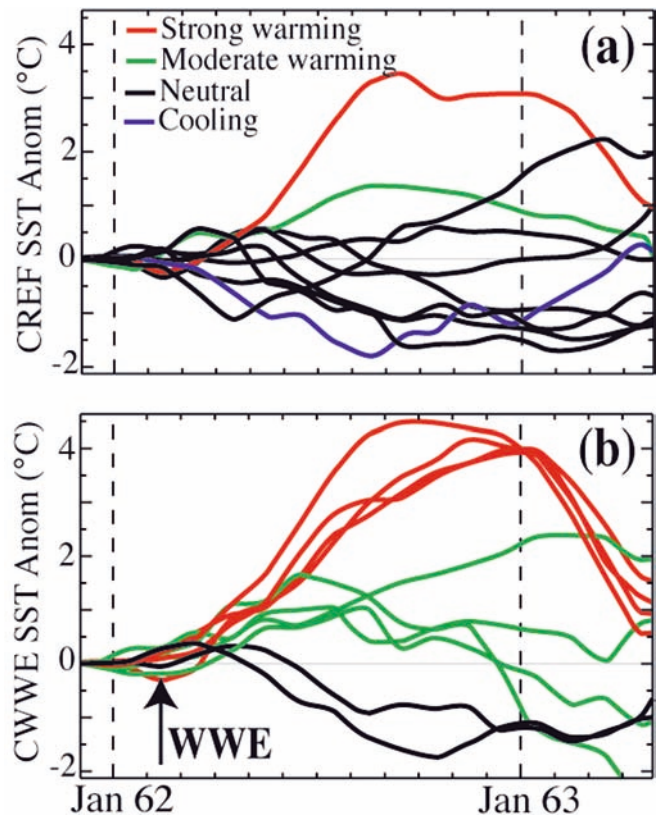 4
2
0
-2
CREF SST Anom (°C)
Strong warming
Moderate warming
Neutral
Cooling
(a)
4
2
0
-2
CWWE SST Anom (°C)
(b)
WWE
Jan 62
Jan 63